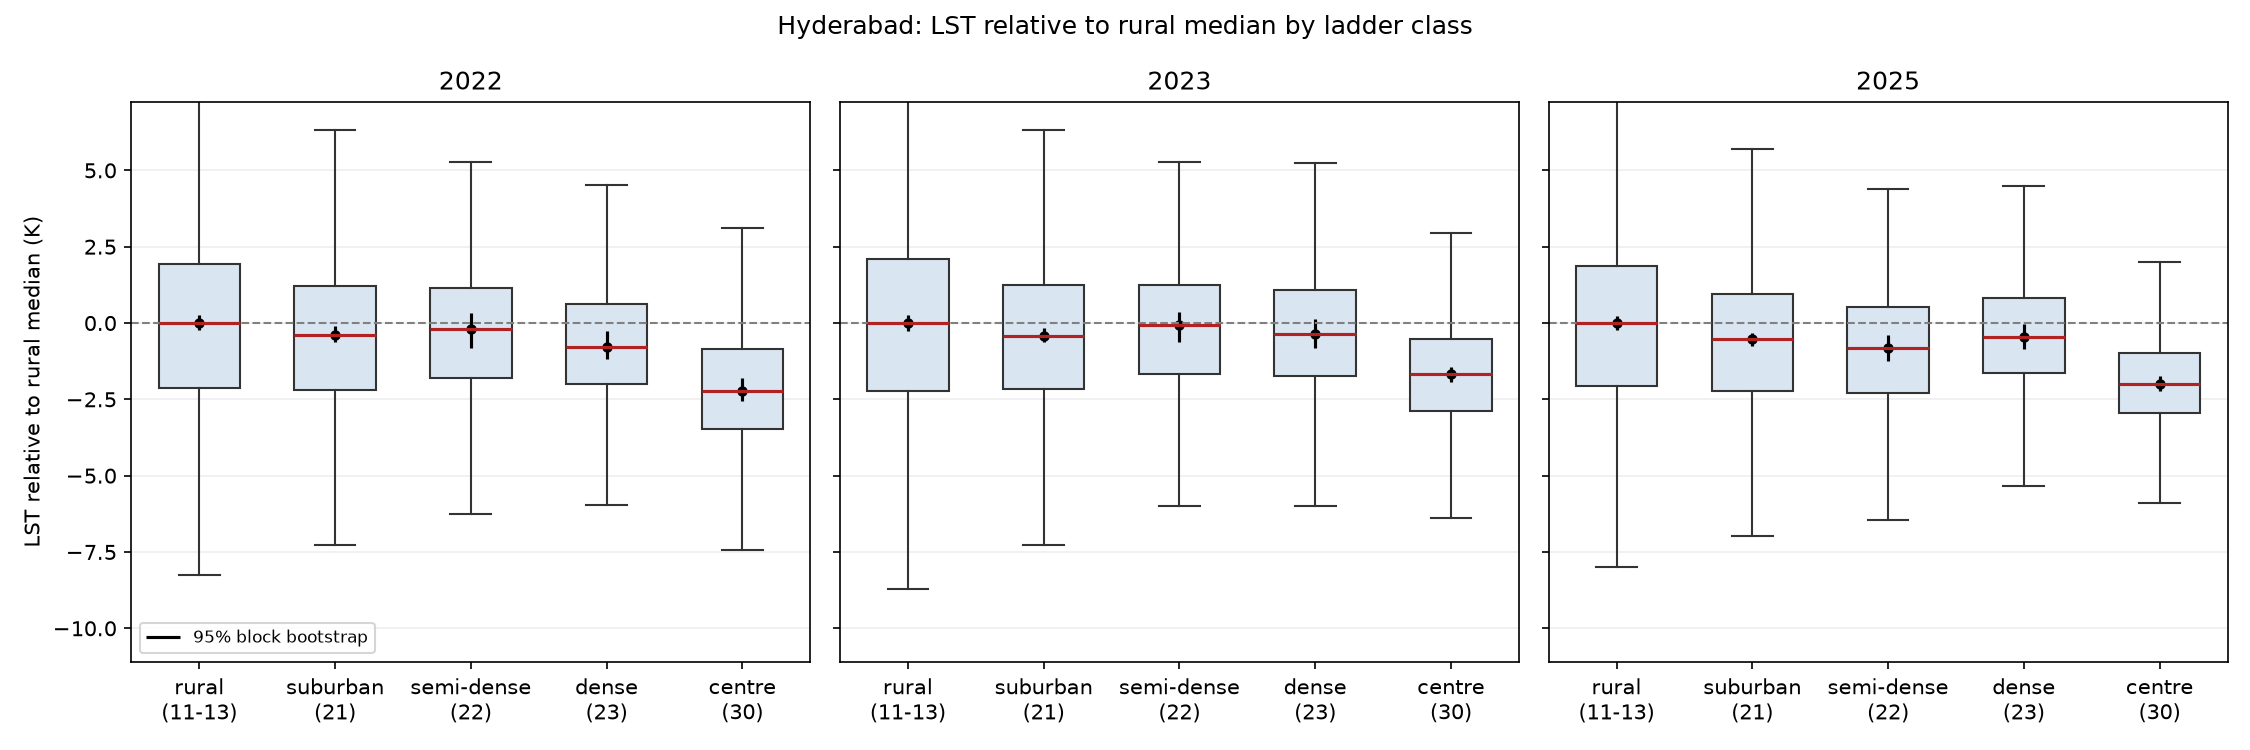 Hyderabad: LST relative to rural median by ladder class
2022
2023
2025
LST relative to rural median (K)
5.0
2.5
0.0
−2.5
−5.0
−7.5
−10.0
95% block bootstrap
rural suburban semi-dense dense centre
(11-13) (21) (22) (23) (30)
rural suburban semi-dense dense centre
(11-13) (21) (22) (23) (30)
rural suburban semi-dense dense centre
(11-13) (21) (22) (23) (30)